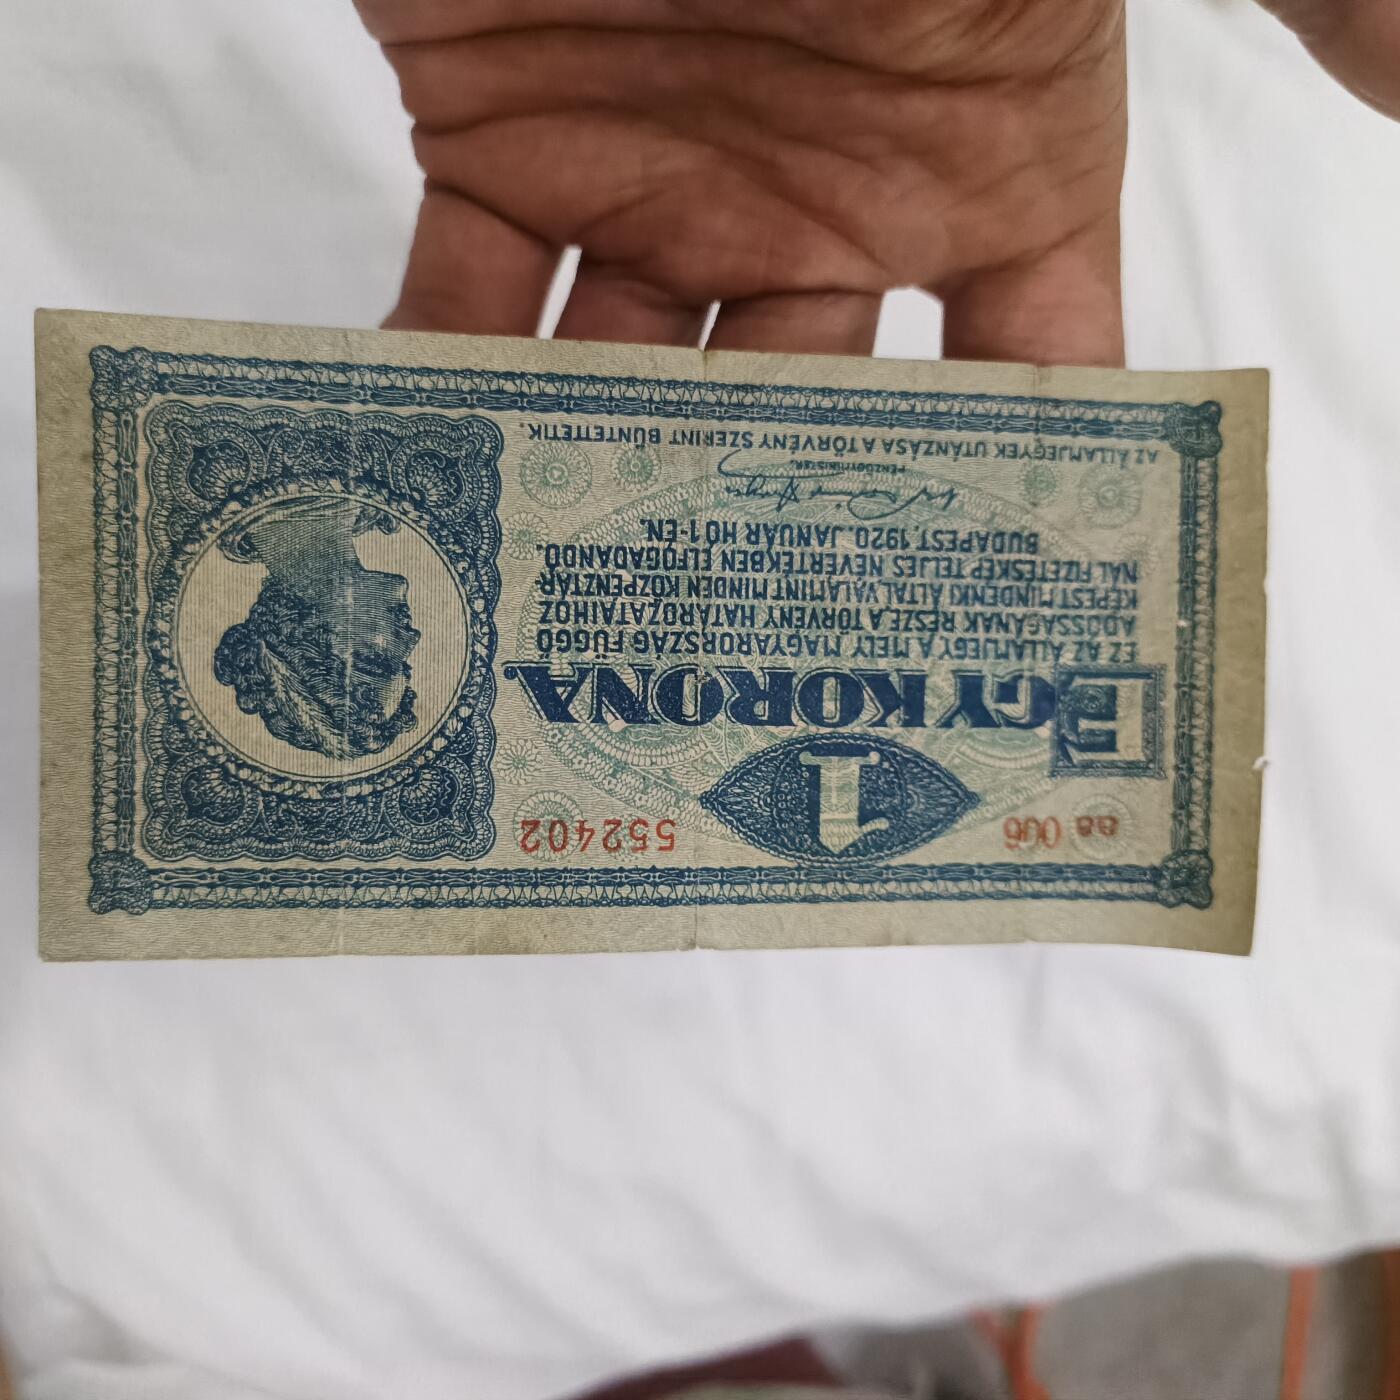 aa 006
1
552402
EGY KORONA.
EZ AZ ÁLLAMJEGY A MELY MAGYARORSZÁG FÜGGŐ
ADÓSSÁGÁNAK RÉSZE A TÖRVÉNY HATÁROZATAIHOZ
KÉPEST MINDENKI ÁLTAL VALAMINT MINDEN KÖZPÉNZTÁR-
NÁL FIZETÉSKÉP TELJES NÉVÉRTÉKBEN ELFOGADANDÓ.
BUDAPEST, 1920. JANUÁR HÓ 1-ÉN.
PÉNZÜGYMINISTER.
AZ ÁLLAMJEGYEK UTÁNZÁSA A TÖRVÉNY SZERINT BÜNTETTETIK.